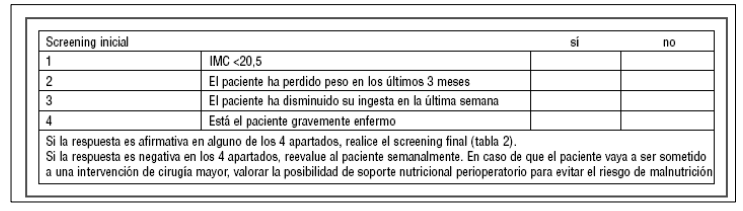 Screening inicial sí no
1 IMC <20,5
2 El paciente ha perdido peso en los últimos 3 meses
3 El paciente ha disminuido su ingesta en la última semana
4 Está el paciente gravemente enfermo
Si la respuesta es afirmativa en alguno de los 4 apartados, realice el screening final (tabla 2).
Si la respuesta es negativa en los 4 apartados, reevalue al paciente semanalmente. En caso de que el paciente vaya a ser sometido
a una intervención de cirugía mayor, valorar la posibilidad de soporte nutricional perioperatorio para evitar el riesgo de malnutrición